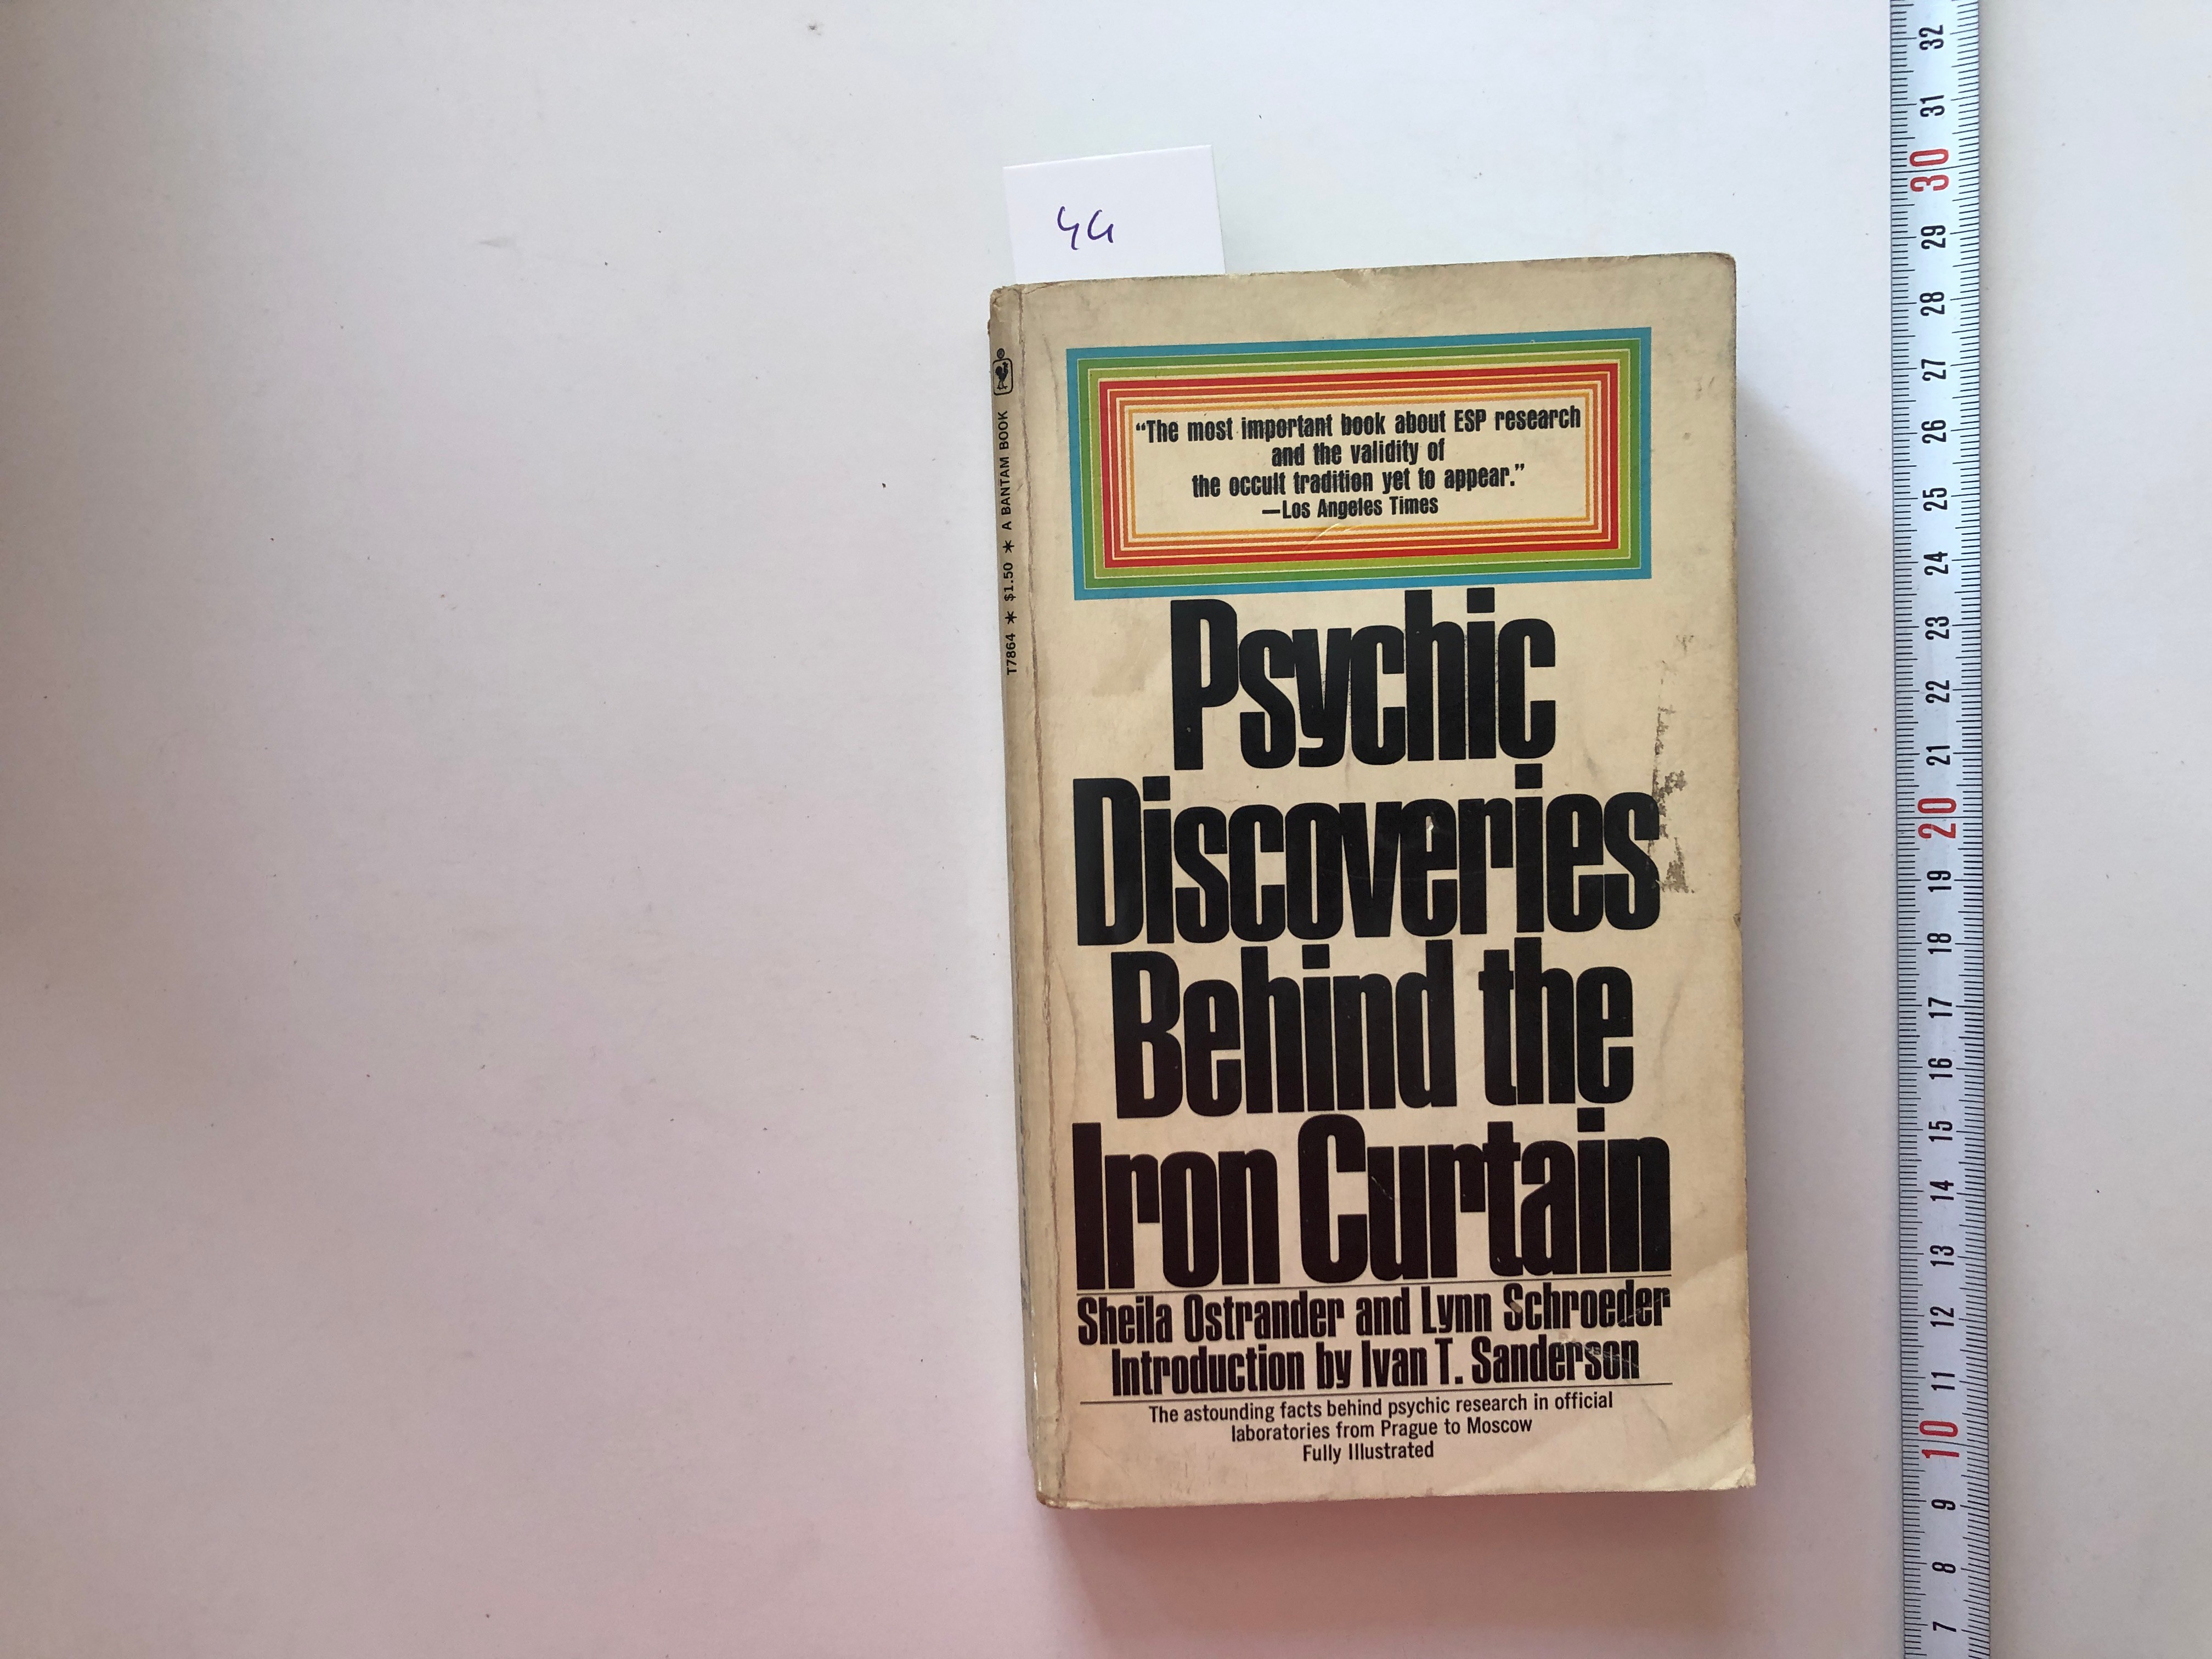 44
“The most important book about ESP research
and the validity of
the occult tradition yet to appear.”
—Los Angeles Times
Psychic
Discoveries
Behind the
Iron Curtain
Sheila Ostrander and Lynn Schroeder
Introduction by Ivan T. Sanderson
The astounding facts behind psychic research in official
laboratories from Prague to Moscow
Fully Illustrated
T7864 * $1.50 * A BANTAM BOOK ®
32
31
30
29
28
27
26
25
24
23
22
21
20
19
18
17
16
15
14
13
12
11
10
9
8
7